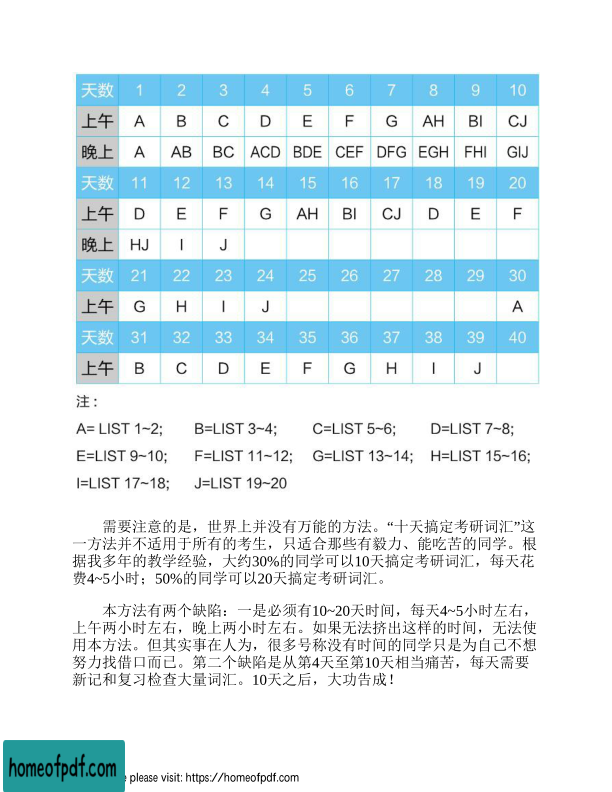 天数 1 2 3 4 5 6 7 8 9 10
上午 A B C D E F G AH BI CJ
晚上 A AB BC ACD BDE CEF DFG EGH FHI GIJ
天数 11 12 13 14 15 16 17 18 19 20
上午 D E F G AH BI CJ D E F
晚上 HJ I J
天数 21 22 23 24 25 26 27 28 29 30
上午 G H I J A
天数 31 32 33 34 35 36 37 38 39 40
上午 B C D E F G H I J
注：
A= LIST 1~2; B=LIST 3~4; C=LIST 5~6; D=LIST 7~8;
E=LIST 9~10; F=LIST 11~12; G=LIST 13~14; H=LIST 15~16;
I=LIST 17~18; J=LIST 19~20
需要注意的是，世界上并没有万能的方法。“十天搞定考研词汇”这
一方法并不适用于所有的考生，只适合那些有毅力、能吃苦的同学。根
据我多年的教学经验，大约30%的同学可以10天搞定考研词汇，每天花
费4~5小时；50%的同学可以20天搞定考研词汇。
本方法有两个缺陷：一是必须有10~20天时间，每天4~5小时左右，
上午两小时左右，晚上两小时左右。如果无法挤出这样的时间，无法使
用本方法。但其实事在人为，很多号称没有时间的同学只是为自己不想
努力找借口而已。第二个缺陷是从第4天至第10天相当痛苦，每天需要
新记和复习检查大量词汇。10天之后，大功告成！
homeofpdf.com
e please visit: https://homeofpdf.com